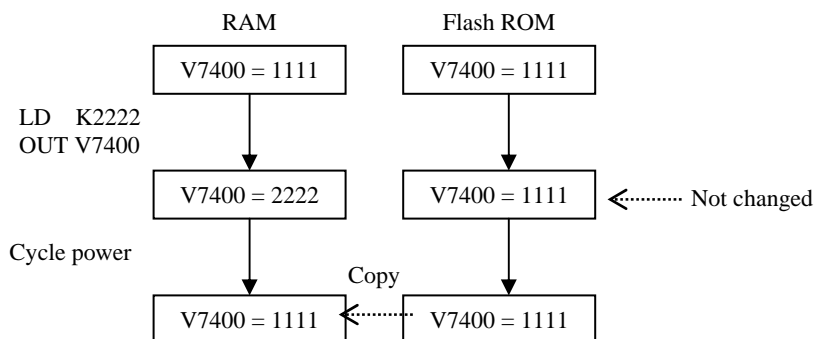 RAM Flash ROM
V7400 = 1111 V7400 = 1111
LD K2222
OUT V7400
V7400 = 2222 V7400 = 1111 Not changed
Cycle power
Copy
V7400 = 1111 V7400 = 1111